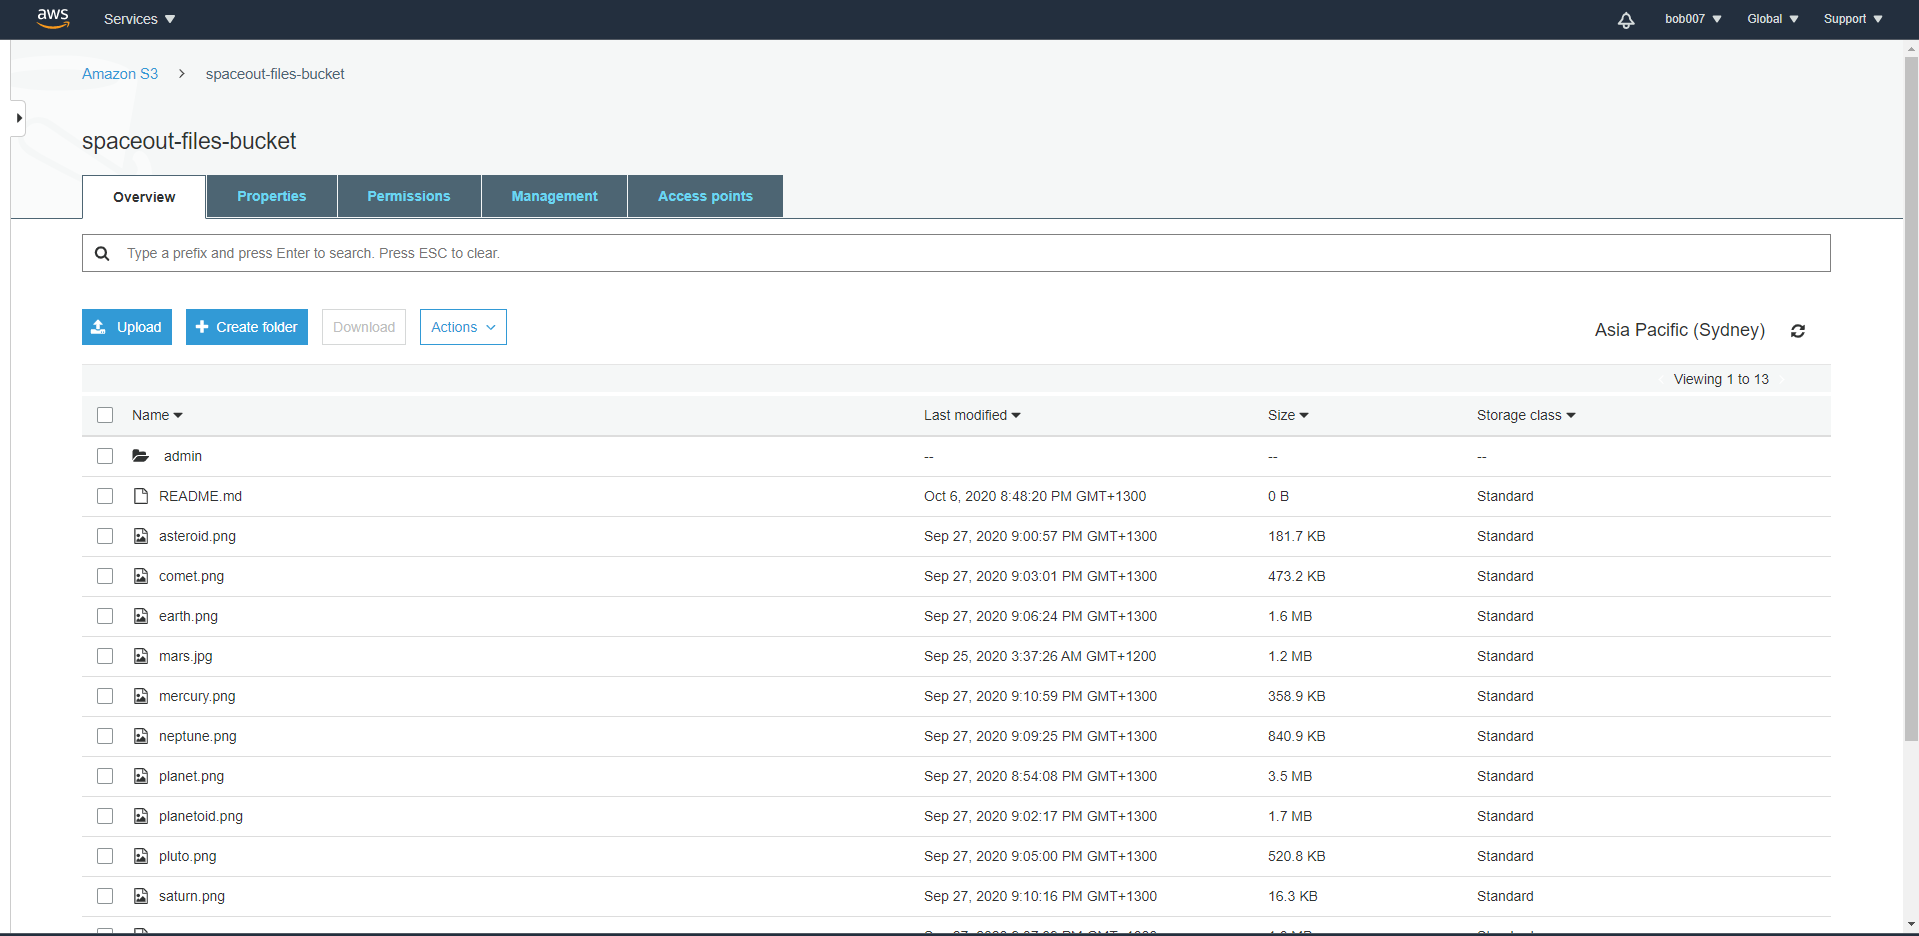 aws Services bob007 Global Support
Amazon S3 > spaceout-files-bucket
spaceout-files-bucket
Overview Properties Permissions Management Access points
Type a prefix and press Enter to search. Press ESC to clear.
Upload Create folder Download Actions
Asia Pacific (Sydney)
Viewing 1 to 13
Name Last modified Size Storage class
admin -- -- --
README.md Oct 6, 2020 8:48:20 PM GMT+1300 0 B Standard
asteroid.png Sep 27, 2020 9:00:57 PM GMT+1300 181.7 KB Standard
comet.png Sep 27, 2020 9:03:01 PM GMT+1300 473.2 KB Standard
earth.png Sep 27, 2020 9:06:24 PM GMT+1300 1.6 MB Standard
mars.jpg Sep 25, 2020 3:37:26 AM GMT+1200 1.2 MB Standard
mercury.png Sep 27, 2020 9:10:59 PM GMT+1300 358.9 KB Standard
neptune.png Sep 27, 2020 9:09:25 PM GMT+1300 840.9 KB Standard
planet.png Sep 27, 2020 8:54:08 PM GMT+1300 3.5 MB Standard
planetoid.png Sep 27, 2020 9:02:17 PM GMT+1300 1.7 MB Standard
pluto.png Sep 27, 2020 9:05:00 PM GMT+1300 520.8 KB Standard
saturn.png Sep 27, 2020 9:10:16 PM GMT+1300 16.3 KB Standard